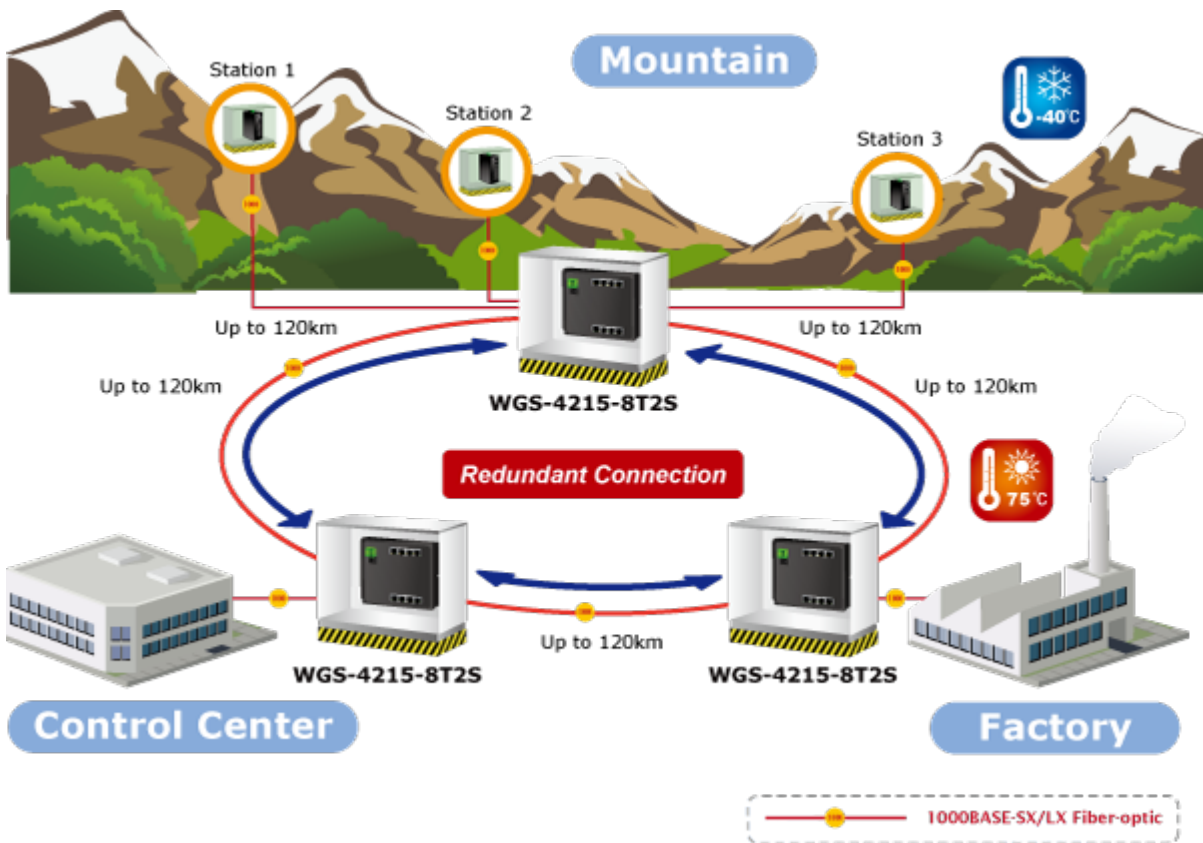 Mountain
Station 1
Station 2
Station 3
-40°C
Up to 120km
Up to 120km
Up to 120km
Up to 120km
WGS-4215-8T2S
Redundant Connection
75°C
Up to 120km
WGS-4215-8T2S
WGS-4215-8T2S
Control Center
Factory
1000BASE-SX/LX Fiber-optic